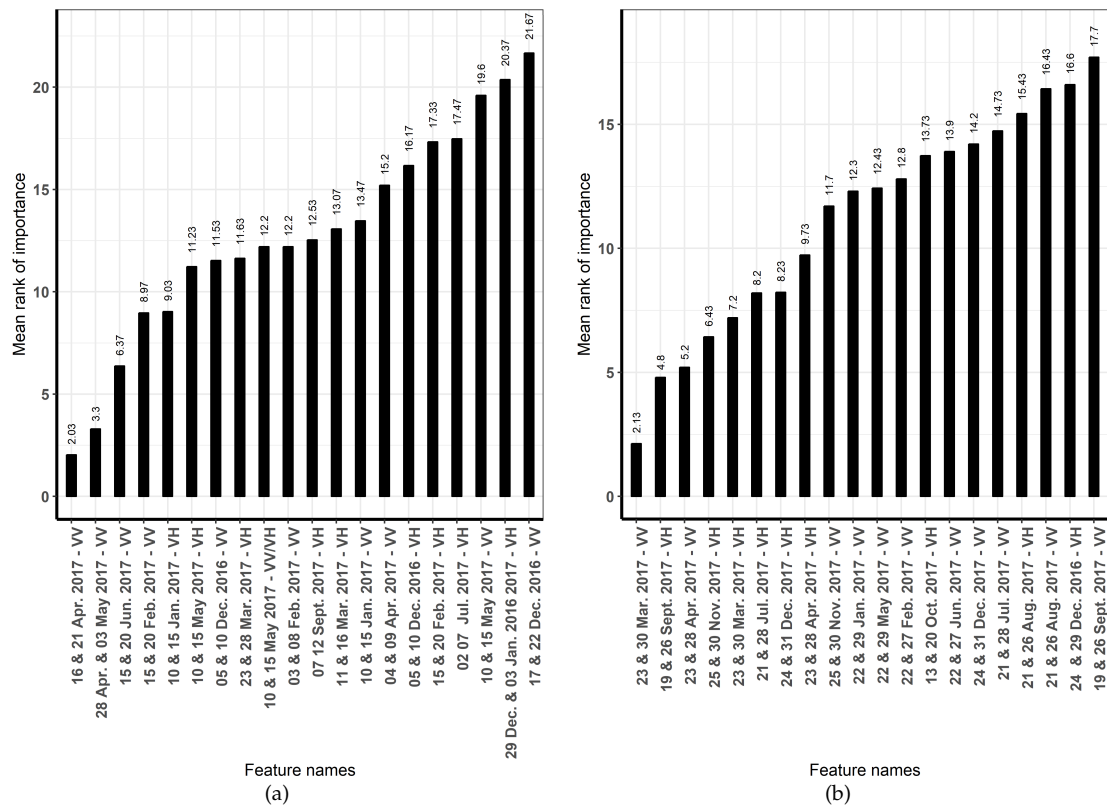 Mean rank of importance
20
15
10
5
0
2.03
3.3
6.37
8.97
9.03
11.23
11.53
11.63
12.2
12.2
12.53
13.07
13.47
15.2
16.17
17.33
17.47
19.6
20.37
21.67
16 & 21 Apr. 2017 - VV
28 Apr. & 03 May 2017 - VV
15 & 20 Jun. 2017 - VV
15 & 20 Feb. 2017 - VV
10 & 15 Jan. 2017 - VH
10 & 15 May 2017 - VH
05 & 10 Dec. 2016 - VV
23 & 28 Mar. 2017 - VH
10 & 15 May 2017 - VV/VH
03 & 08 Feb. 2017 - VV
07 12 Sept. 2017 - VH
11 & 16 Mar. 2017 - VH
10 & 15 Jan. 2017 - VV
04 & 09 Apr. 2017 - VV
05 & 10 Dec. 2016 - VH
15 & 20 Feb. 2017 - VH
02 07 Jul. 2017 - VH
10 & 15 May 2017 - VV
29 Dec. & 03 Jan. 2016 2017 - VH
17 & 22 Dec. 2016 - VV
Feature names
(a)
Mean rank of importance
15
10
5
0
2.13
4.8
5.2
6.43
7.2
8.2
8.23
9.73
11.7
12.3
12.43
12.8
13.73
13.9
14.2
14.73
15.43
16.43
16.6
17.7
23 & 30 Mar. 2017 - VV
19 & 26 Sept. 2017 - VH
23 & 28 Apr. 2017 - VV
25 & 30 Nov. 2017 - VH
23 & 30 Mar. 2017 - VH
21 & 28 Jul. 2017 - VH
24 & 31 Dec. 2016 - VV
23 & 28 Apr. 2017 - VH
25 & 30 Nov. 2017 - VV
22 & 29 Jan. 2017 - VV
22 & 29 May 2017 - VV
22 & 27 Feb. 2017 - VV
13 & 20 Oct. 2017 - VH
22 & 27 Jun. 2017 - VV
24 & 31 Dec. 2017 - VH
21 & 28 Jul. 2017 - VV
21 & 26 Aug. 2017 - VH
21 & 26 Aug. 2017 - VV
24 & 29 Dec. 2016 - VH
19 & 26 Sept. 2017 - VV
Feature names
(b)